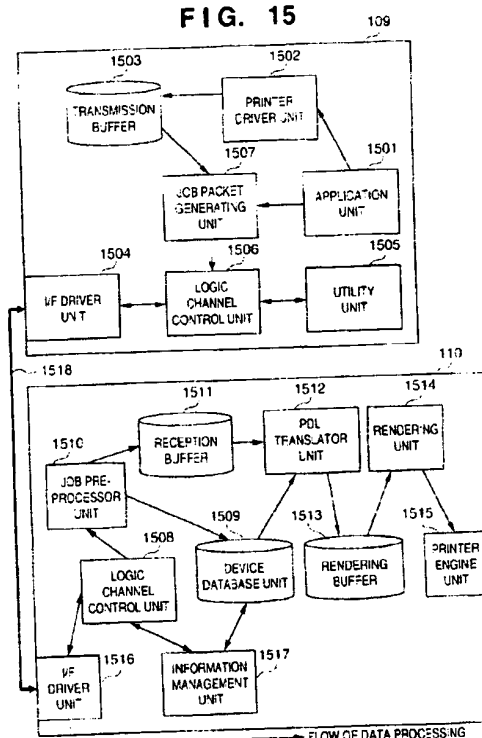 FIG. 15
109
1503
TRANSMISSION
BUFFER
1502
PRINTER
DRIVER UNIT
1507
JOB PACKET
GENERATING
UNIT
1501
APPLICATION
UNIT
1504
I/F DRIVER
UNIT
1506
LOGIC
CHANNEL
CONTROL UNIT
1505
UTILITY
UNIT
1518
110
1511
RECEPTION
BUFFER
1512
PDL
TRANSLATOR
UNIT
1514
RENDERING
UNIT
1510
JOB PRE-
PROCESSOR
UNIT
1509
DEVICE
DATABASE UNIT
1513
RENDERING
BUFFER
1515
PRINTER
ENGINE
UNIT
1508
LOGIC
CHANNEL
CONTROL UNIT
I/F
DRIVER
UNIT
1516
INFORMATION
MANAGEMENT
UNIT
1517
FLOW OF DATA PROCESSING